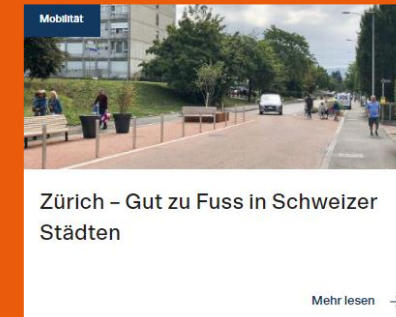 Mobilität
Zürich – Gut zu Fuss in Schweizer
Städten
Mehr lesen